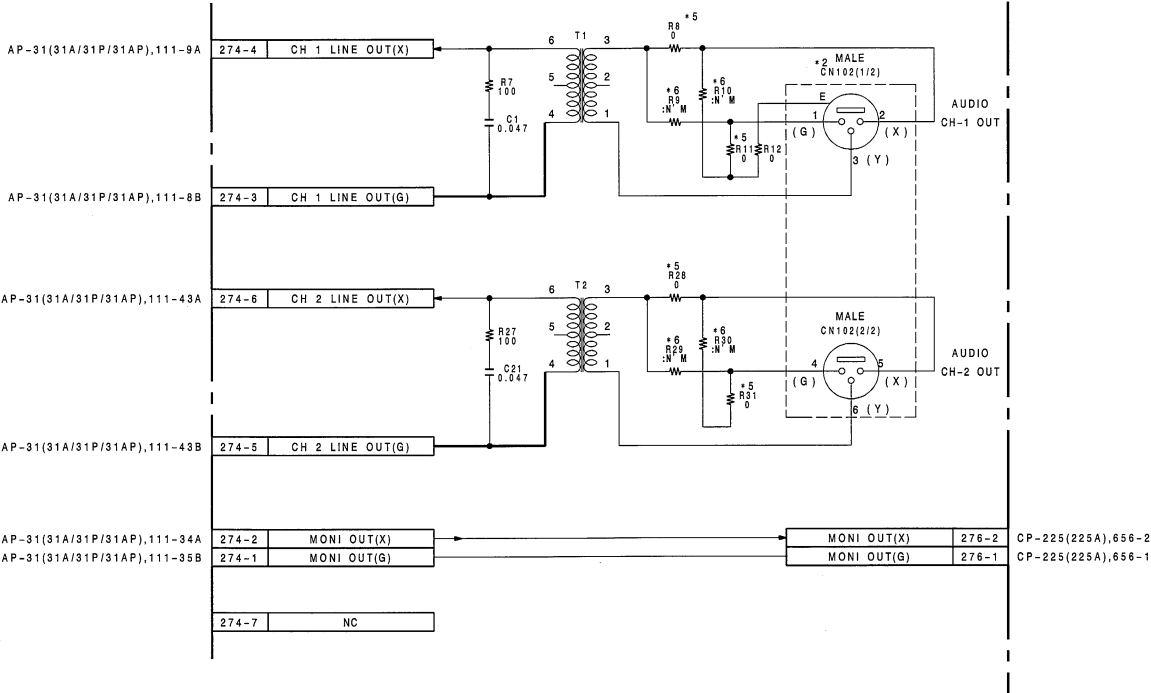 AP-31(31A/31P/31AP),111-9A
274-4
CH 1 LINE OUT(X)
R7
100
C1
0.047
T1
6
3
5
2
4
1
R8
*5
0
*6
R9
:N'M
*6
R10
:N'M
*5
R11
0
R12
0
*2
MALE
CN102(1/2)
E
1
2
(G)
(X)
3 (Y)
AUDIO
CH-1 OUT
AP-31(31A/31P/31AP),111-8B
274-3
CH 1 LINE OUT(G)
AP-31(31A/31P/31AP),111-43A
274-6
CH 2 LINE OUT(X)
R27
100
C21
0.047
T2
6
3
5
2
4
1
*5
R28
0
*6
R29
:N'M
*6
R30
:N'M
*5
R31
0
MALE
CN102(2/2)
4
5
(G)
(X)
6 (Y)
AUDIO
CH-2 OUT
AP-31(31A/31P/31AP),111-43B
274-5
CH 2 LINE OUT(G)
AP-31(31A/31P/31AP),111-34A
274-2
MONI OUT(X)
MONI OUT(X)
276-2
CP-225(225A),656-2
AP-31(31A/31P/31AP),111-35B
274-1
MONI OUT(G)
MONI OUT(G)
276-1
CP-225(225A),656-1
274-7
NC